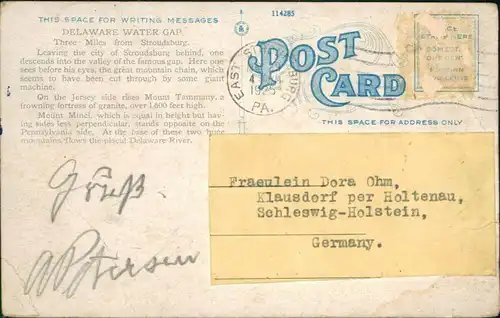 THIS SPACE FOR WRITING MESSAGES
DELAWARE WATER GAP.
Three Miles from Stroudsburg.
Leaving the city of Stroudsburg behind, one
descends into the valley of the famous gap. Here one
sees before his eyes, the great mountain chain, which
seems to have been cut through by some giant
machine.
On the Jersey side rises Mount Tammany, a
frowning fortress of granite, over 1,600 feet high.
Mount Minsi, which is equal in height but hav-
ing sides less perpendicular, stands opposite on the
Pennsylvania side. At the base of these two huge
mountains flows the placid Delaware River.
Gruß
A Petersen
114285
POST
CARD
EAST
PA.
THIS SPACE FOR ADDRESS ONLY
Fraeulein Dora Ohm,
Klausdorf per Holtenau,
Schleswig-Holstein,
Germany.